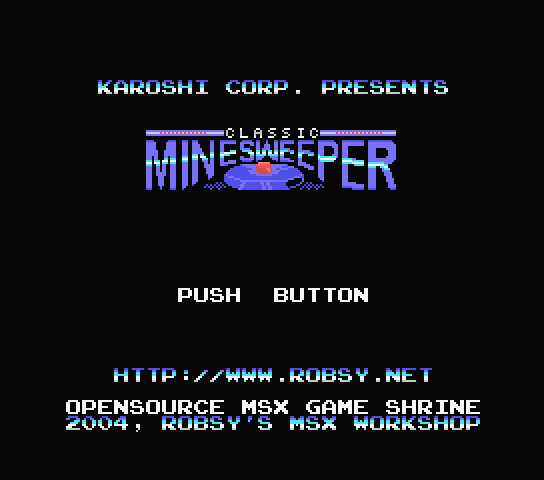 KAROSHI CORP. PRESENTS
CLASSIC
MINESWEEPER
PUSH BUTTON
HTTP://WWW.ROBSY.NET
OPENSOURCE MSX GAME SHRINE
2004, ROBSY'S MSX WORKSHOP